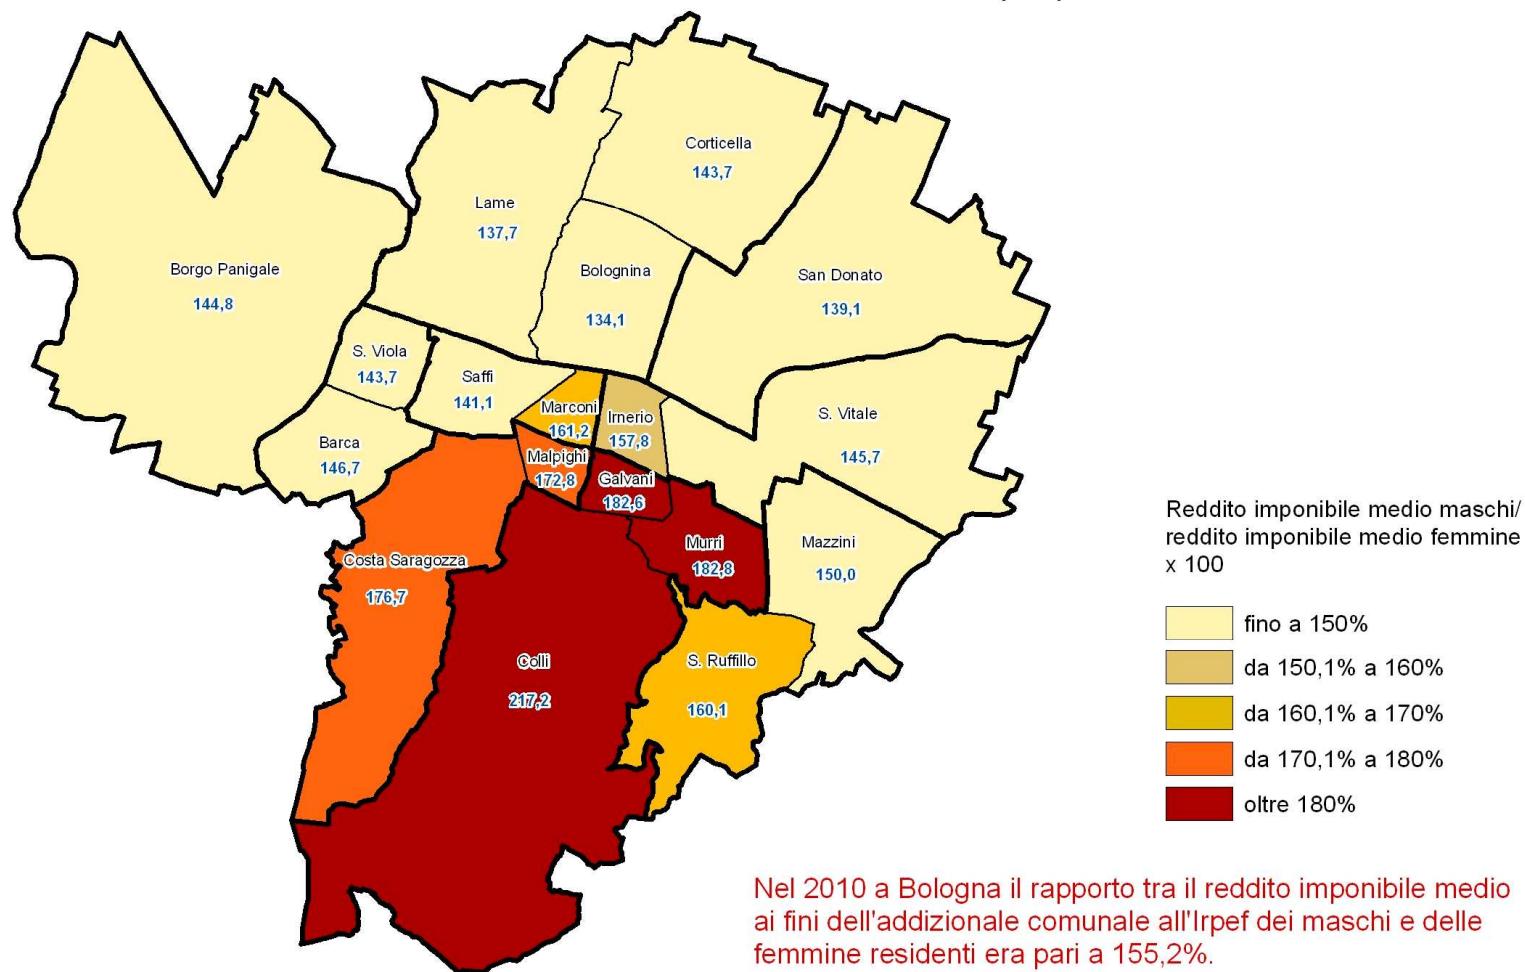 Corticella
143,7
Lame
137,7
Borgo Panigale
144,8
Bolognina
134,1
San Donato
139,1
S. Viola
143,7
Saffi
141,1
Marconi
161,2
Irnerio
157,8
S. Vitale
145,7
Barca
146,7
Malpighi
172,8
Galvani
182,6
Murri
182,8
Mazzini
150,0
Costa Saragozza
176,7
Colli
217,2
S. Ruffillo
160,1
Reddito imponibile medio maschi/
reddito imponibile medio femmine
x 100
fino a 150%
da 150,1% a 160%
da 160,1% a 170%
da 170,1% a 180%
oltre 180%
Nel 2010 a Bologna il rapporto tra il reddito imponibile medio
ai fini dell'addizionale comunale all'Irpef dei maschi e delle
femmine residenti era pari a 155,2%.